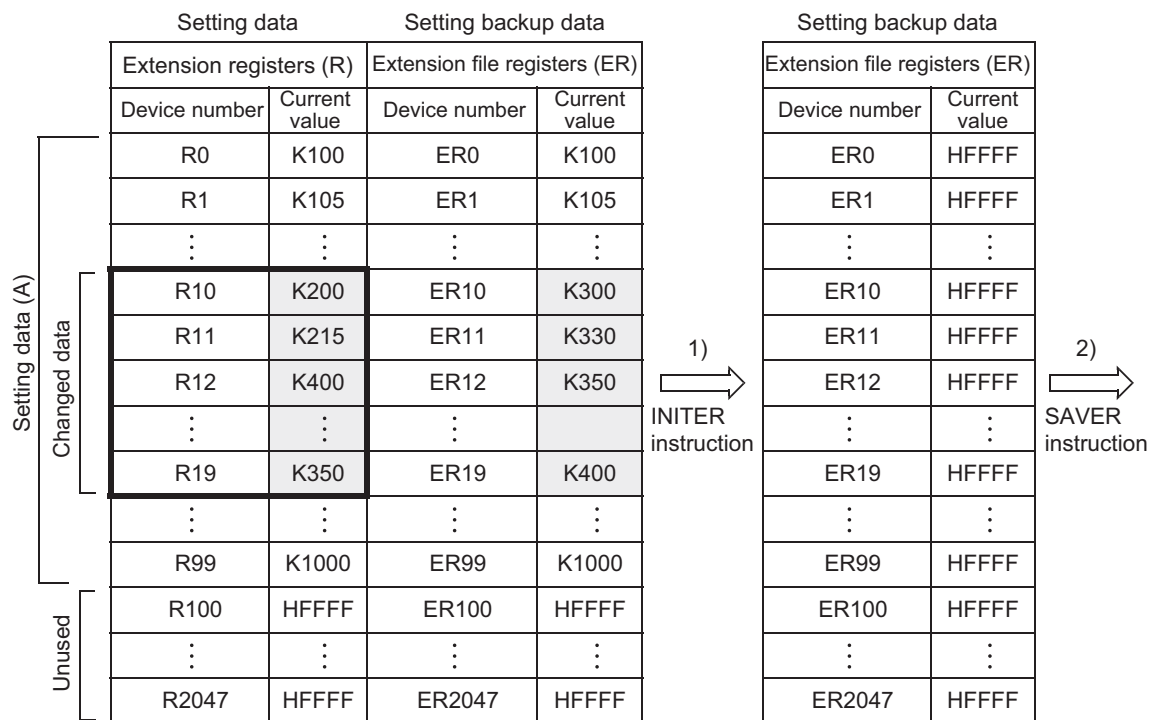 Setting data
Setting backup data
Setting backup data
Extension registers (R)
Extension file registers (ER)
Extension file registers (ER)
Device number
Current value
Device number
Current value
Device number
Current value
R0 K100 ER0 K100 ER0 HFFFF
R1 K105 ER1 K105 ER1 HFFFF
⋮ ⋮ ⋮ ⋮ ⋮ ⋮
R10 K200 ER10 K300 ER10 HFFFF
R11 K215 ER11 K330 ER11 HFFFF
R12 K400 ER12 K350 ER12 HFFFF
⋮ ⋮ ⋮ ⋮ ⋮
R19 K350 ER19 K400 ER19 HFFFF
⋮ ⋮ ⋮ ⋮ ⋮ ⋮
R99 K1000 ER99 K1000 ER99 HFFFF
R100 HFFFF ER100 HFFFF ER100 HFFFF
⋮ ⋮ ⋮ ⋮ ⋮ ⋮
R2047 HFFFF ER2047 HFFFF ER2047 HFFFF
Setting data (A)
Changed data
Unused
1)
INITER
instruction
2)
SAVER
instruction